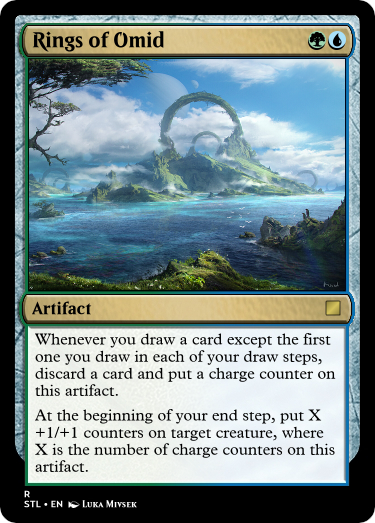 Rings of Omid
Artifact
Whenever you draw a card except the first
one you draw in each of your draw steps,
discard a card and put a charge counter on
this artifact.
At the beginning of your end step, put X
+1/+1 counters on target creature, where
X is the number of charge counters on this
artifact.
R
STL • EN Luka Mivsek